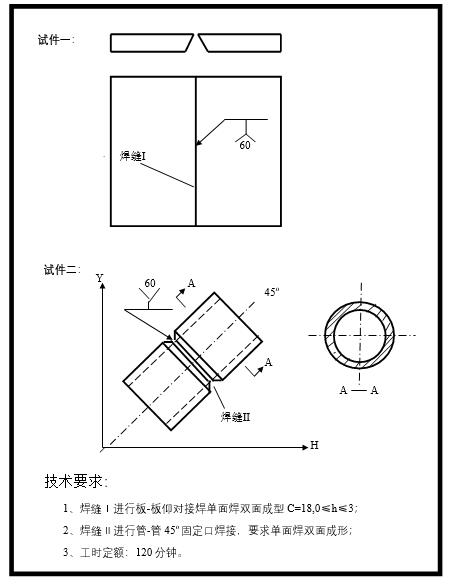 试件一：
60
焊缝I
试件二：
Y
60
A
45°
A
焊缝II
A — A
H
技术要求：
1、焊缝Ⅰ进行板-板仰对接焊单面焊双面成型 C=18,0≤h≤3；
2、焊缝Ⅱ进行管-管 45°固定口焊接，要求单面焊双面成形；
3、工时定额：120 分钟。